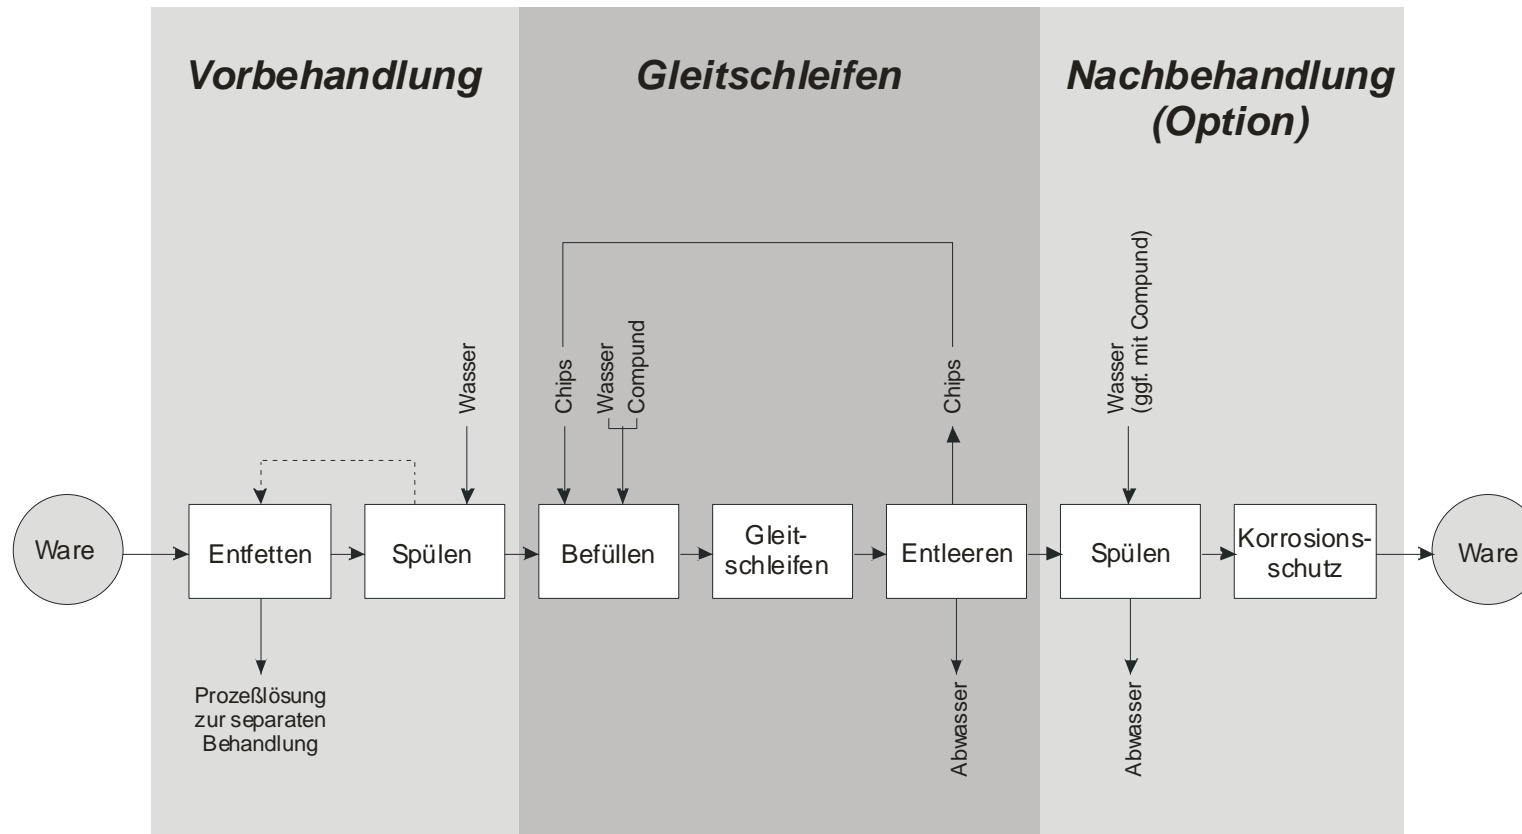 Vorbehandlung
Gleitschleifen
Nachbehandlung
(Option)
Wasser
Chips
Wasser
Compound
Chips
Wasser
(ggf. mit Compund)
Ware
Entfetten
Spülen
Befüllen
Gleit-
schleifen
Entleeren
Spülen
Korrosions-
schutz
Ware
Prozeßlösung
zur separaten
Behandlung
Abwasser
Abwasser